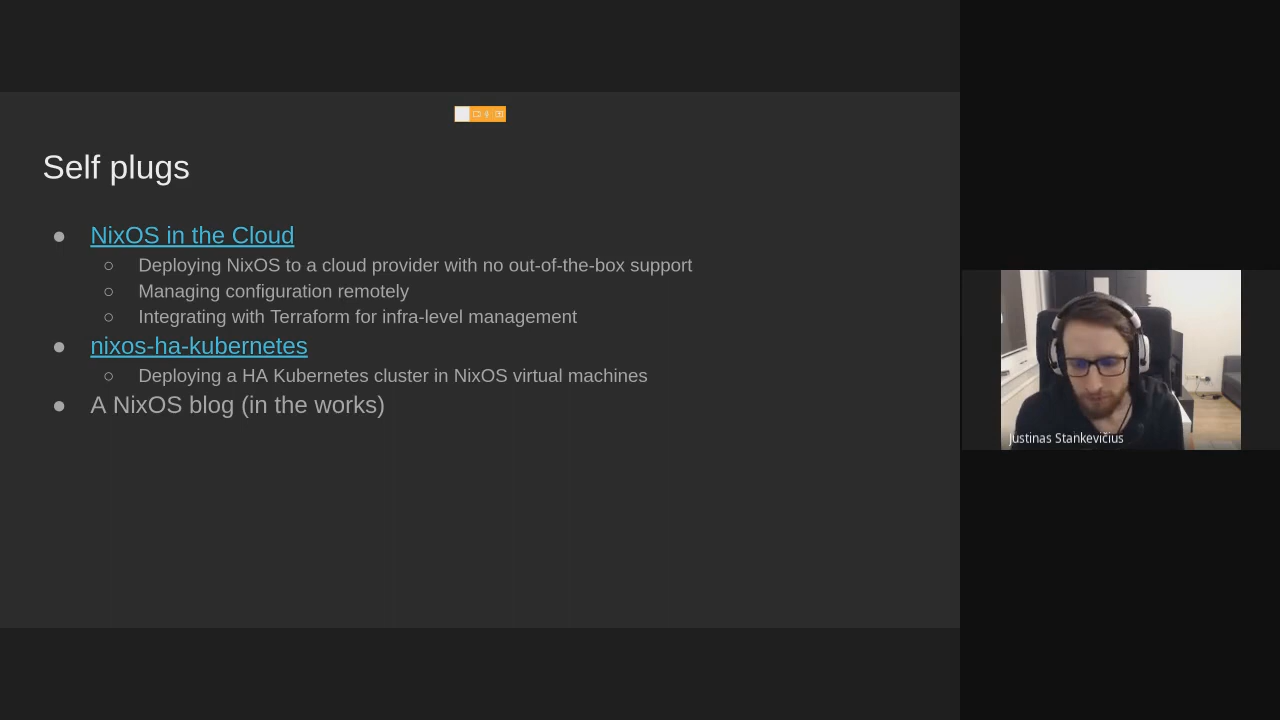 Self plugs
NixOS in the Cloud
Deploying NixOS to a cloud provider with no out-of-the-box support
Managing configuration remotely
Integrating with Terraform for infra-level management
nixos-ha-kubernetes
Deploying a HA Kubernetes cluster in NixOS virtual machines
A NixOS blog (in the works)
Justinas Stankevičius